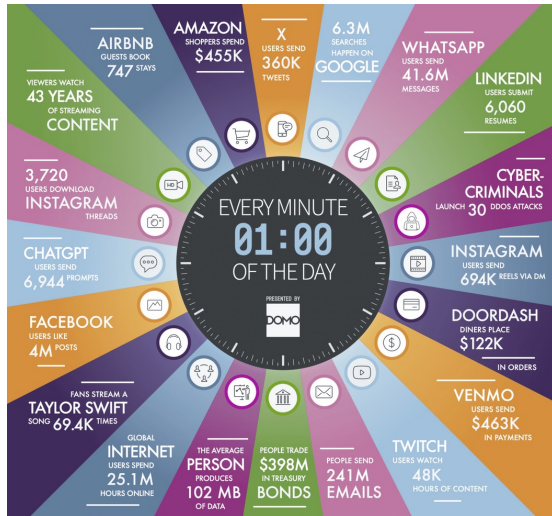 EVERY MINUTE
01:00
OF THE DAY
PRESENTED BY
DOMO
X
USERS SEND
360K
TWEETS
6.3M
SEARCHES
HAPPEN ON
GOOGLE
WHATSAPP
USERS SEND
41.6M
MESSAGES
LINKEDIN
USERS SUBMIT
6,060
RESUMES
CYBER-
CRIMINALS
LAUNCH 30 DDOS ATTACKS
INSTAGRAM
USERS SEND
694K REELS VIA DM
DOORDASH
DINERS PLACE
$122K
IN ORDERS
VENMO
USERS SEND
$463K
IN PAYMENTS
TWITCH
USERS WATCH
48K
HOURS OF CONTENT
PEOPLE SEND
241M
EMAILS
PEOPLE TRADE
$398M
IN TREASURY
BONDS
THE AVERAGE
PERSON
PRODUCES
102 MB
OF DATA
GLOBAL
INTERNET
USERS SPEND
25.1M
HOURS ONLINE
FANS STREAM A
TAYLOR SWIFT
SONG 69.4K TIMES
FACEBOOK
USERS LIKE
4M POSTS
CHATGPT
USERS SEND
6,944 PROMPTS
3,720
USERS DOWNLOAD
INSTAGRAM
THREADS
VIEWERS WATCH
43 YEARS
OF STREAMING
CONTENT
AIRBNB
GUESTS BOOK
747 STAYS
AMAZON
SHOPPERS SPEND
$455K
HD